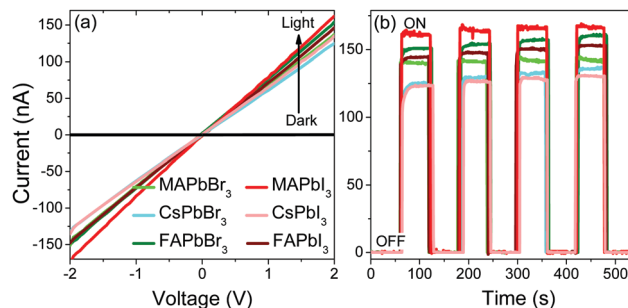 (a)
Light
Dark
Current (nA)
150
100
50
0
-50
-100
-150
MAPbBr3
MAPbI3
CsPbBr3
CsPbI3
FAPbBr3
FAPbI3
-2
-1
0
1
2
Voltage (V)
(b)
ON
OFF
150
100
50
0
0
100
200
300
400
500
Time (s)